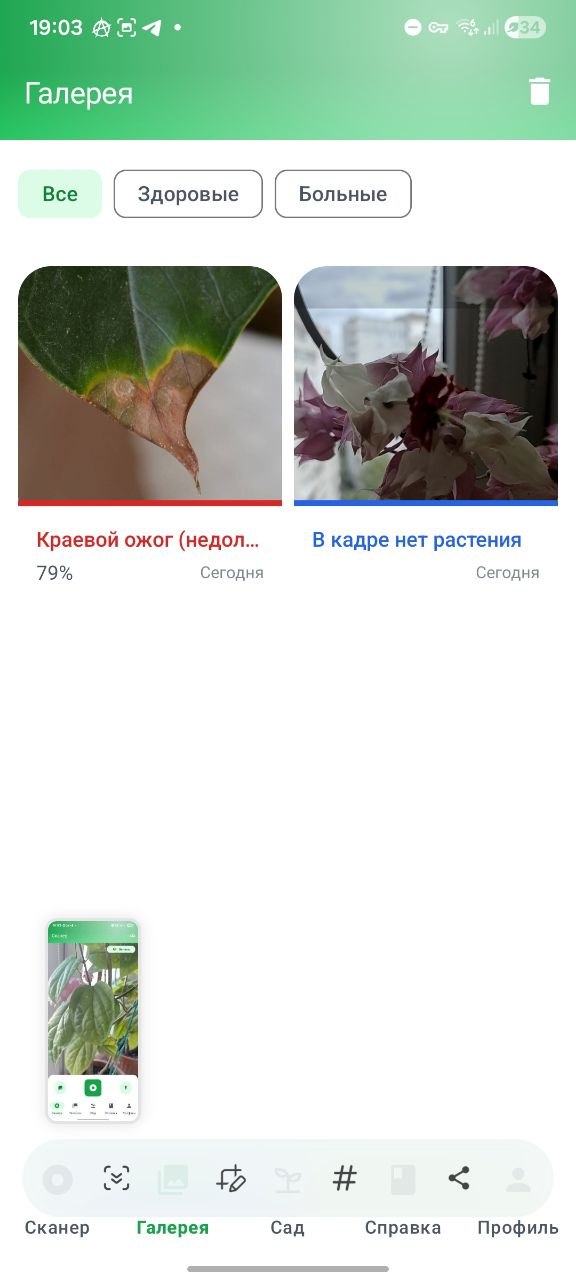 19:03
34
Галерея
Все
Здоровые
Больные
Краевой ожог (недол...
В кадре нет растения
79%
Сегодня
Сегодня
Сканер
Галерея
Сад
Справка
Профиль